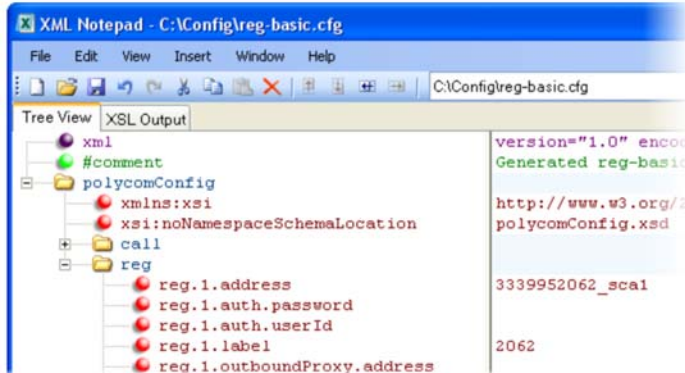 XML Notepad - C:\Config\reg-basic.cfg
File Edit View Insert Window Help
C:\Config\reg-basic.cfg
Tree View XSL Output
xml version="1.0" enco
#comment Generated reg-basi
polycomConfig
xmlns:xsi http://www.w3.org/2
xsi:noNamespaceSchemaLocation polycomConfig.xsd
call
reg
reg.1.address 3339952062_sca1
reg.1.auth.password
reg.1.auth.userId
reg.1.label 2062
reg.1.outboundProxy.address